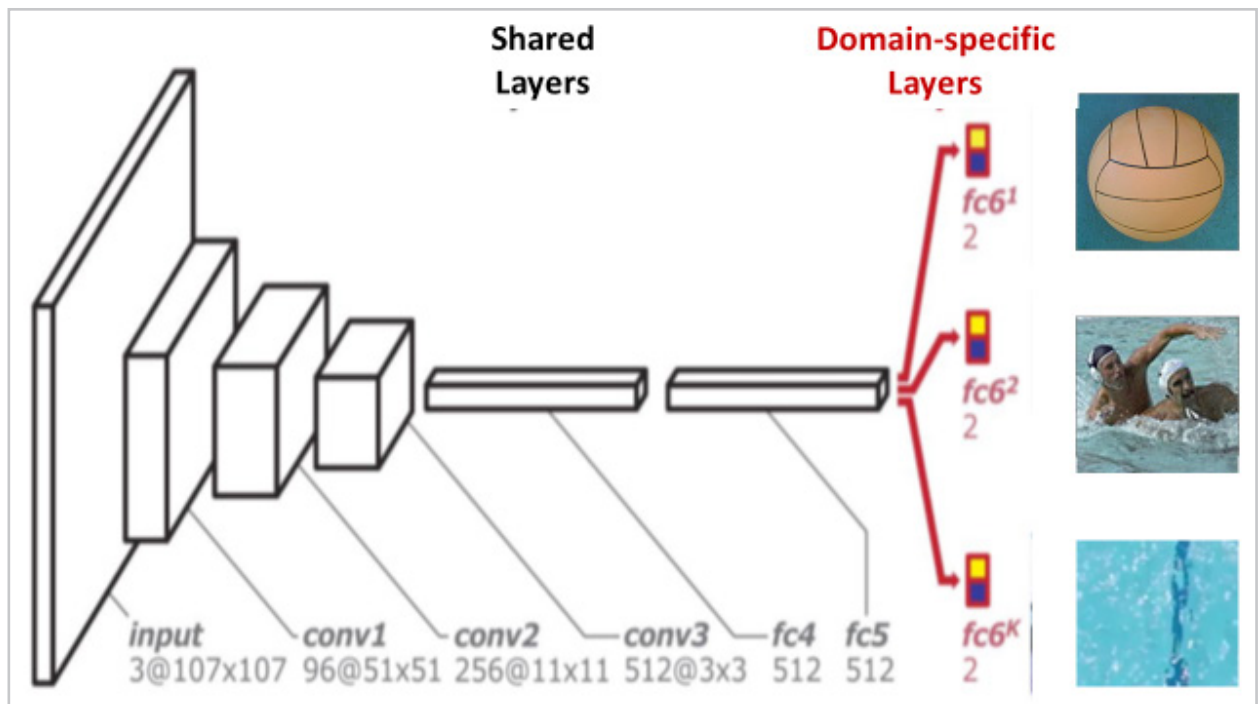 Shared
Layers
Domain-specific
Layers
fc6¹
2
fc6²
2
fc6ᴷ
2
input
3@107x107
conv1
96@51x51
conv2
256@11x11
conv3
512@3x3
fc4
512
fc5
512